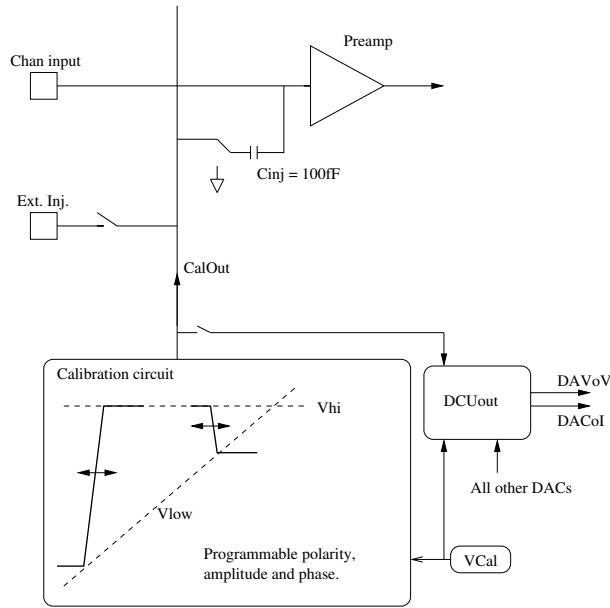 Preamp
Chan input
Cinj = 100fF
Ext. Inj.
CalOut
Calibration circuit
DAVoV
DCUout
DACoI
Vhi
All other DACs
Vlow
Programmable polarity,
amplitude and phase.
VCal